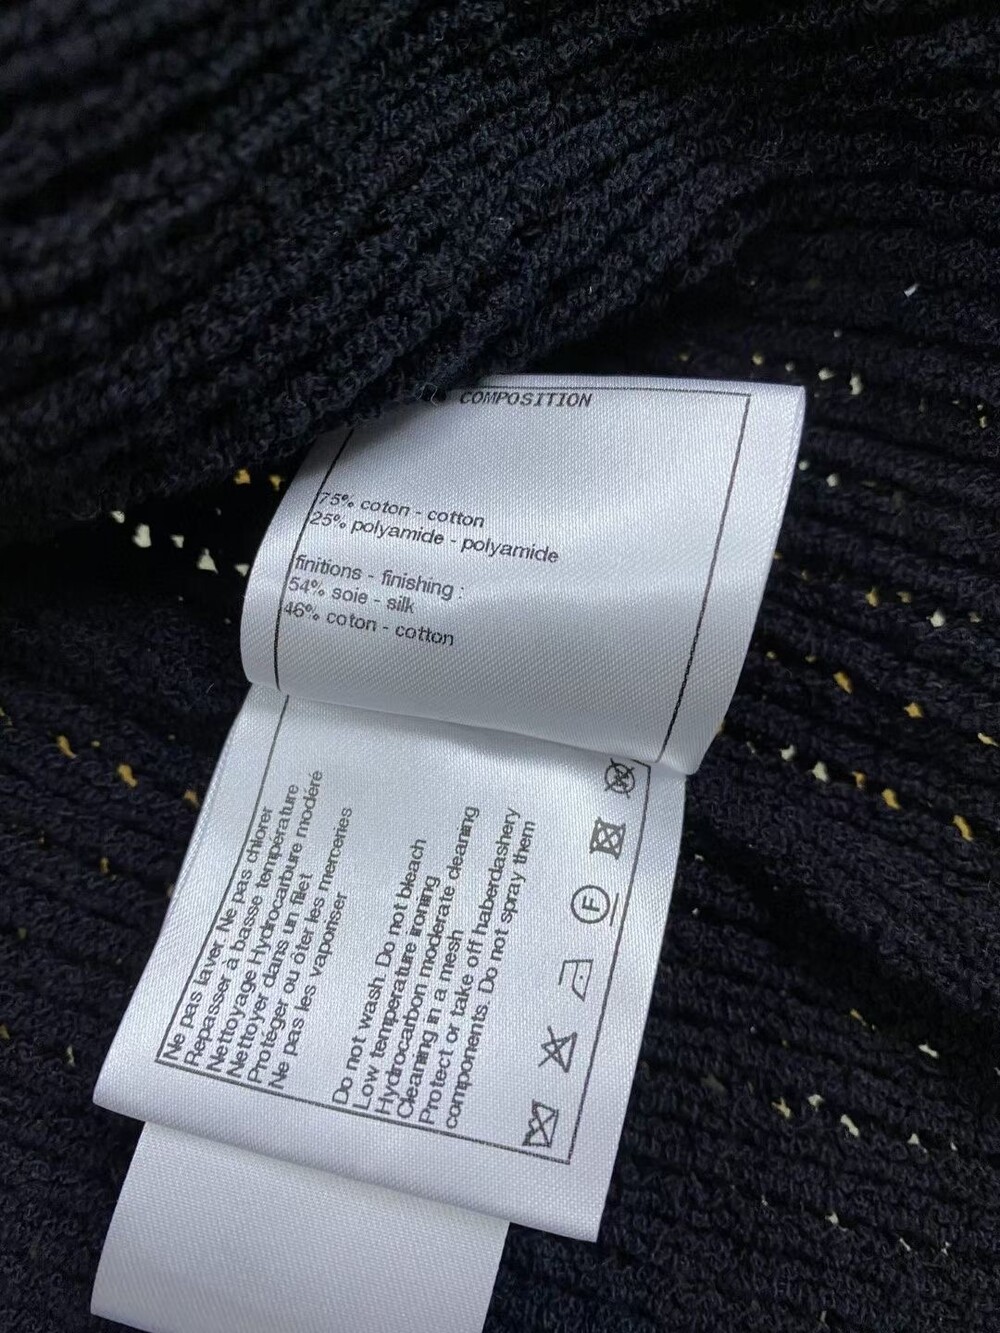 COMPOSITION
75% coton - cotton
25% polyamide - polyamide
finitions - finishing :
54% soie - silk
46% coton - cotton
Ne pas laver Ne pas chlorer
Repasser à basse température
Nettoyage Hydrocarbure modéré
Nettoyer dans un filet
Protéger ou ôter les merceries
Ne pas les vaporiser
Do not wash. Do not bleach
Low temperature ironing
Hydrocarbon moderate cleaning
Cleaning in a mesh
Protect or take off haberdashery
components. Do not spray them
F
W